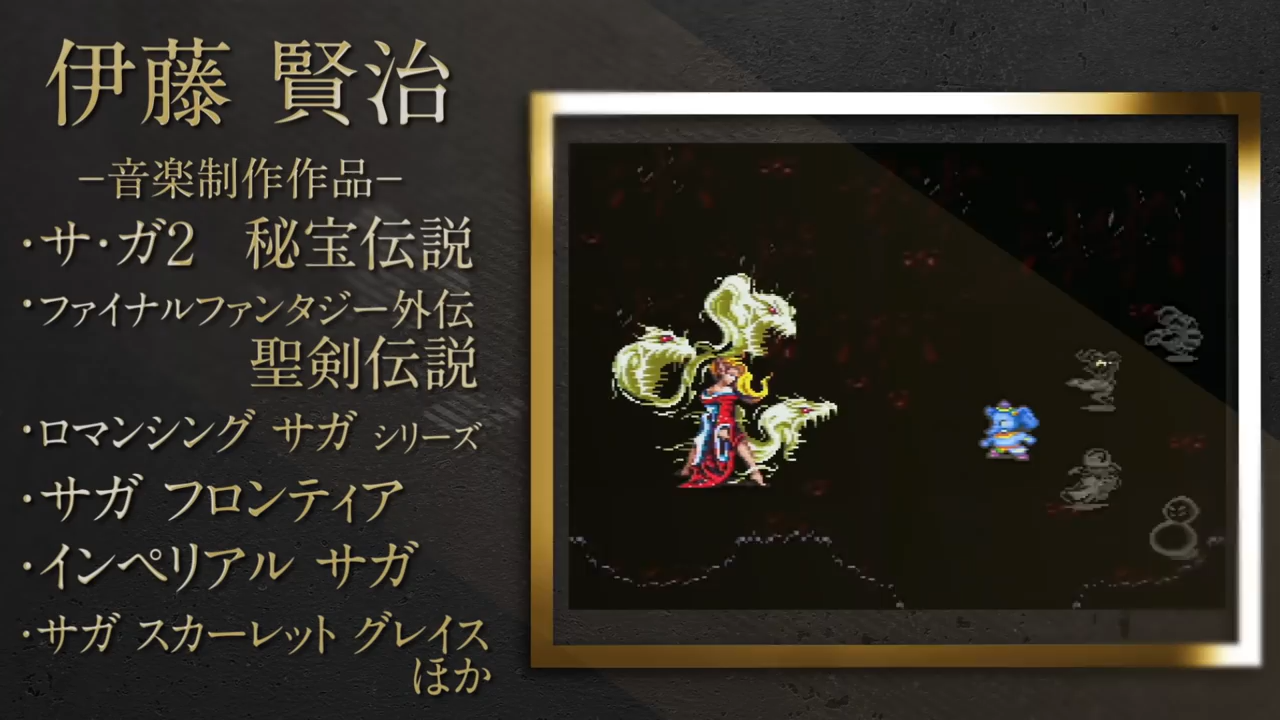 伊藤 賢治
−音楽制作作品−
・サ・ガ2 秘宝伝説
・ファイナルファンタジー外伝
聖剣伝説
・ロマンシング サガ シリーズ
・サガ フロンティア
・インペリアル サガ
・サガ スカーレット グレイス
ほか